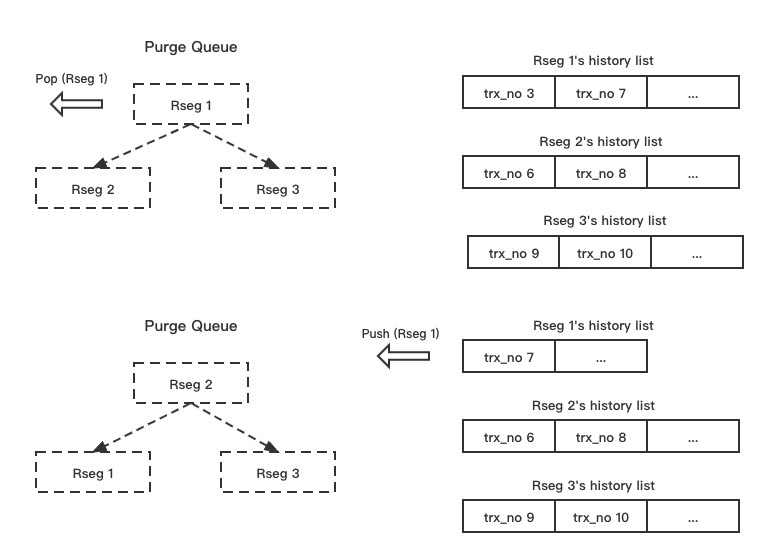 Purge Queue
Pop (Rseg 1)
Rseg 1
Rseg 2
Rseg 3
Rseg 1's history list
trx_no 3 trx_no 7 ...
Rseg 2's history list
trx_no 6 trx_no 8 ...
Rseg 3's history list
trx_no 9 trx_no 10 ...
Purge Queue
Rseg 2
Rseg 1
Rseg 3
Push (Rseg 1)
Rseg 1's history list
trx_no 7 ...
Rseg 2's history list
trx_no 6 trx_no 8 ...
Rseg 3's history list
trx_no 9 trx_no 10 ...